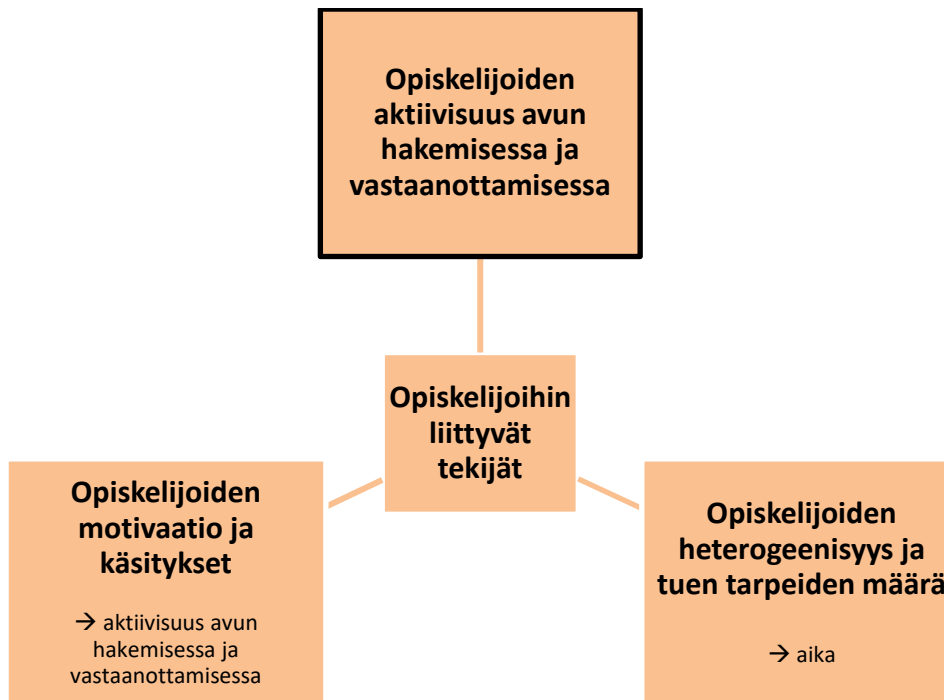 Opiskelijoiden
aktiivisuus avun
hakemisessa ja
vastaanottamisessa
Opiskelijoihin
liittyvät
tekijät
Opiskelijoiden
motivaatio ja
käsitykset
→ aktiivisuus avun
hakemisessa ja
vastaanottamisessa
Opiskelijoiden
heterogeenisyys ja
tuen tarpeiden määrä
→ aika